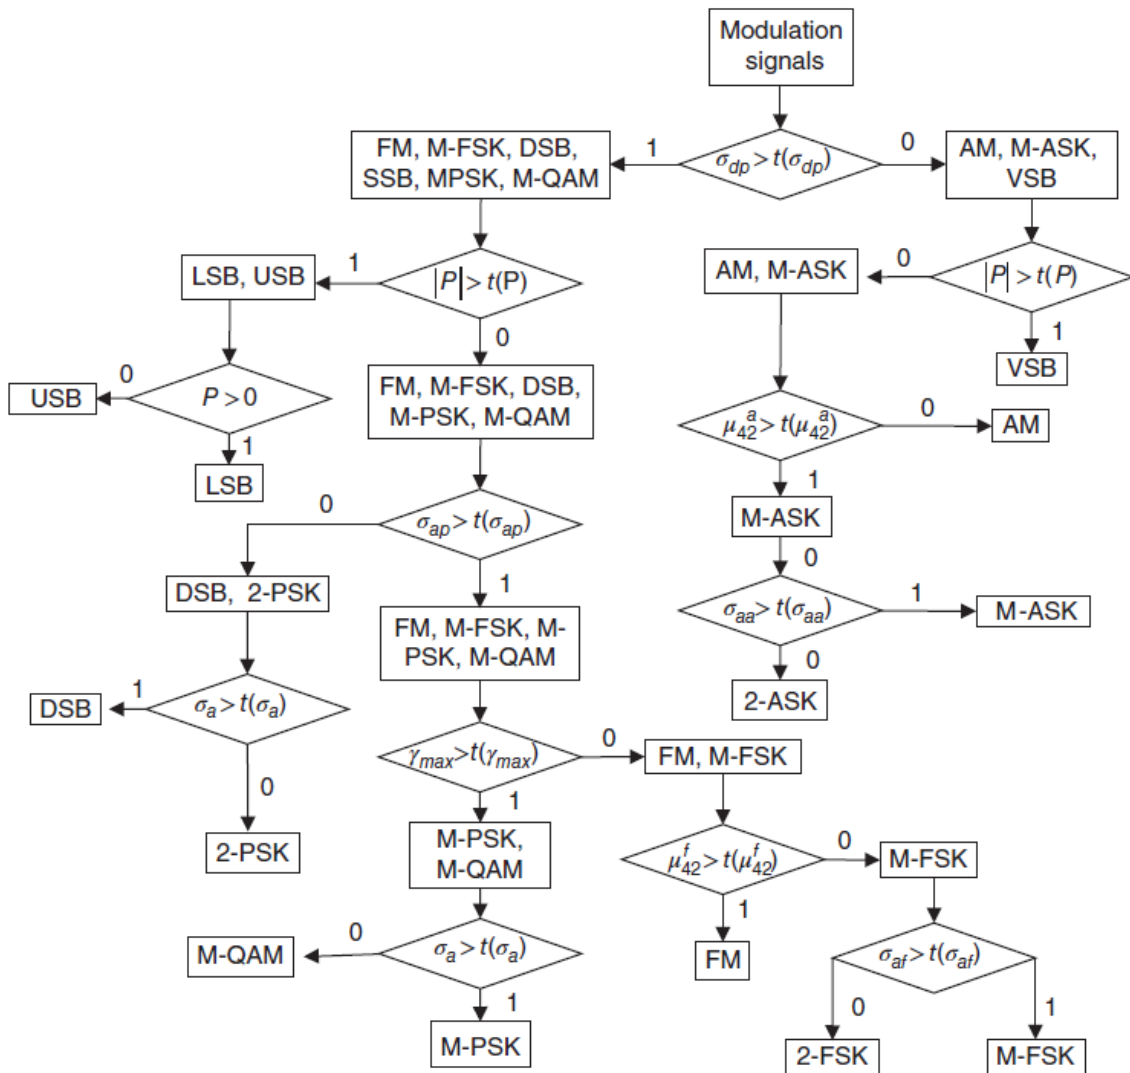 Modulation
signals
σdp > t(σdp)
1
0
FM, M-FSK, DSB,
SSB, MPSK, M-QAM
AM, M-ASK,
VSB
|P| > t(P)
1
0
LSB, USB
|P| > t(P)
0
1
AM, M-ASK
VSB
P > 0
0
1
USB
LSB
FM, M-FSK, DSB,
M-PSK, M-QAM
μ42^a > t(μ42^a)
0
1
AM
M-ASK
0
σap > t(σap)
0
1
DSB, 2-PSK
σaa > t(σaa)
1
0
M-ASK
2-ASK
FM, M-FSK, M-
PSK, M-QAM
σa > t(σa)
1
0
DSB
2-PSK
γmax > t(γmax)
0
1
FM, M-FSK
M-PSK,
M-QAM
μ42^f > t(μ42^f)
0
1
M-FSK
FM
σa > t(σa)
0
1
M-QAM
M-PSK
σaf > t(σaf)
0
1
2-FSK
M-FSK